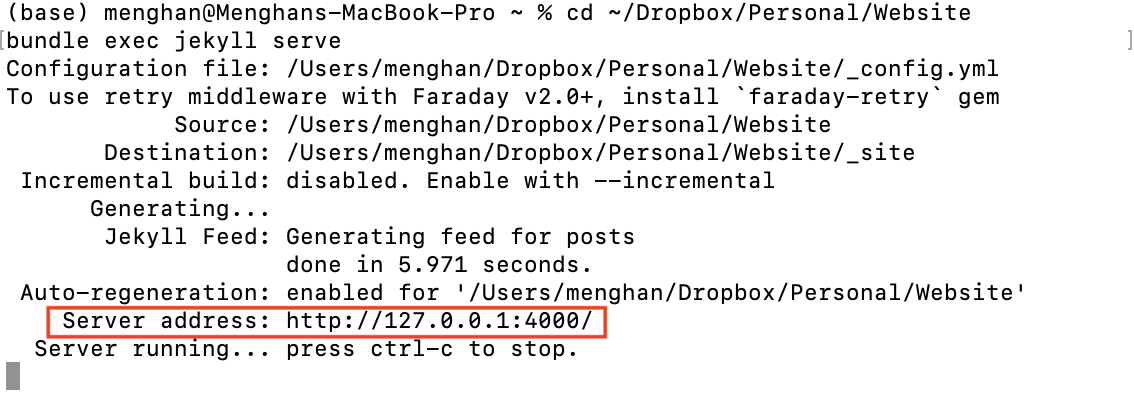 (base) menghan@Menghans-MacBook-Pro ~ % cd ~/Dropbox/Personal/Website
[bundle exec jekyll serve ]
Configuration file: /Users/menghan/Dropbox/Personal/Website/_config.yml
To use retry middleware with Faraday v2.0+, install `faraday-retry` gem
Source: /Users/menghan/Dropbox/Personal/Website
Destination: /Users/menghan/Dropbox/Personal/Website/_site
Incremental build: disabled. Enable with --incremental
Generating...
Jekyll Feed: Generating feed for posts
done in 5.971 seconds.
Auto-regeneration: enabled for '/Users/menghan/Dropbox/Personal/Website'
Server address: http://127.0.0.1:4000/
Server running... press ctrl-c to stop.